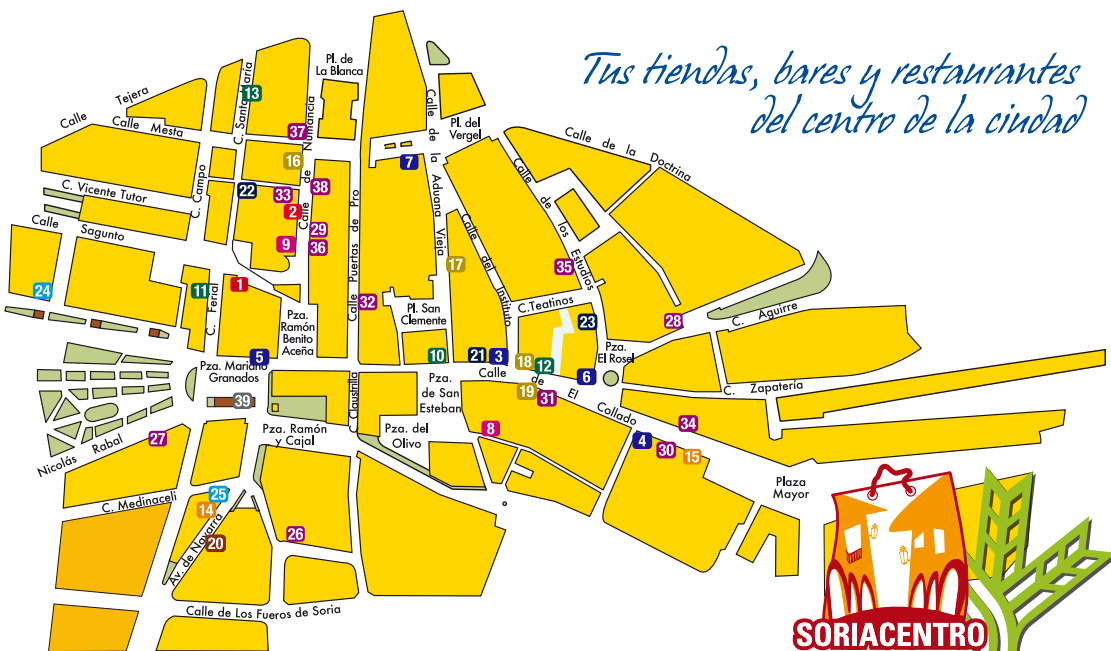 Tus tiendas, bares y restaurantes
del centro de la ciudad
Pl. de
La Blanca
C. Santa María
13
Calle Tejera
Calle Mesta
37
Calle de Numancia
Pl. del
Vergel
Calle de la Doctrina
16
7
Calle de la Aduana Vieja
Calle de los Estudios
C. Vicente Tutor
C. Campo
22
33
38
2
29
9
36
Calle Sagunto
Calle Puertas de Pro
Calle del Instituto
17
35
24
11
1
C. Ferial
32
Pza.
Ramón
Benito
Aceña
Pl. San
Clemente
C.Teatinos
23
28
C. Aguirre
5
10
21
3
18
12
Pza.
El Rosel
6
Pza. Mariano
Granados
39
C. Claustrilla
Pza.
de San
Esteban
Calle de El Collado
19
31
C. Zapatería
27
Nicolás Rabal
Pza. Ramón
y Cajal
Pza. del
Olivo
8
34
4
30
15
Plaza
Mayor
C. Medinaceli
25
14
20
Av. de Navarra
26
Calle de Los Fueros de Soria
SORIACENTRO